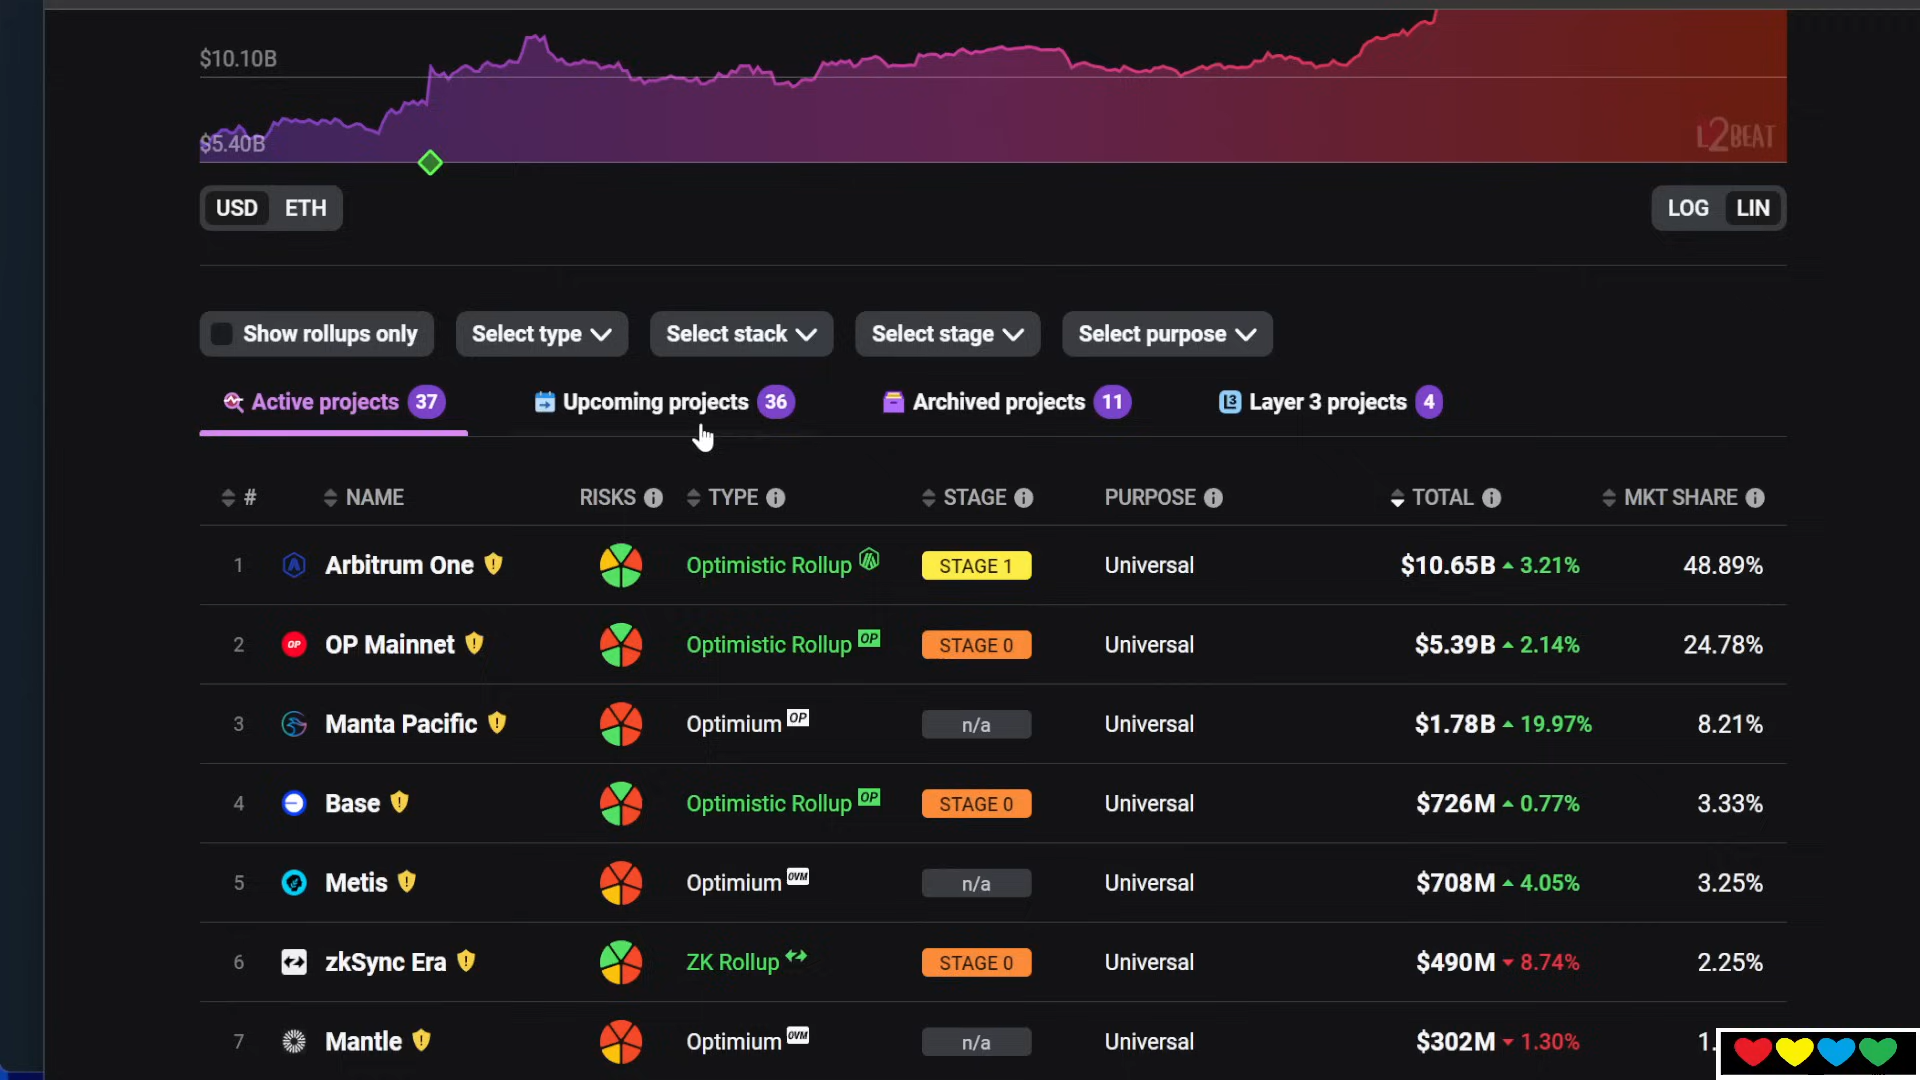 $10.10B
$5.40B
L2BEAT
USD ETH
LOG LIN
Show rollups only Select type Select stack Select stage Select purpose
Active projects 37 Upcoming projects 36 Archived projects 11 L3 Layer 3 projects 4
# NAME RISKS TYPE STAGE PURPOSE TOTAL MKT SHARE
1 Arbitrum One Optimistic Rollup STAGE 1 Universal $10.65B 3.21% 48.89%
2 OP OP Mainnet Optimistic Rollup OP STAGE 0 Universal $5.39B 2.14% 24.78%
3 Manta Pacific Optimium OP n/a Universal $1.78B 19.97% 8.21%
4 Base Optimistic Rollup OP STAGE 0 Universal $726M 0.77% 3.33%
5 Metis Optimium OVM n/a Universal $708M 4.05% 3.25%
6 zkSync Era ZK Rollup STAGE 0 Universal $490M 8.74% 2.25%
7 Mantle Optimium OVM n/a Universal $302M 1.30% 1.